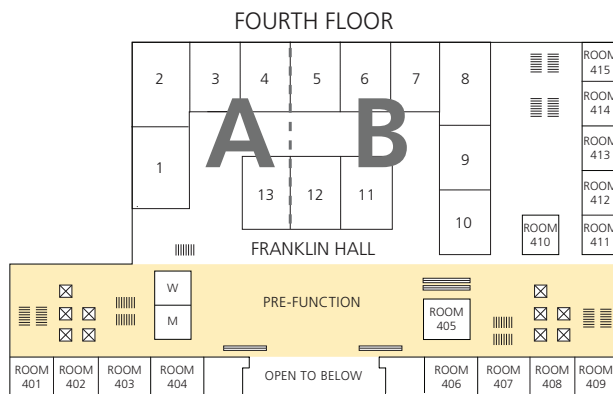 FOURTH FLOOR
2
3
4
5
6
7
8
ROOM
415
ROOM
414
A
B
1
9
ROOM
413
13
12
11
10
ROOM
412
ROOM
410
ROOM
411
FRANKLIN HALL
W
M
PRE-FUNCTION
ROOM
405
ROOM
401
ROOM
402
ROOM
403
ROOM
404
OPEN TO BELOW
ROOM
406
ROOM
407
ROOM
408
ROOM
409